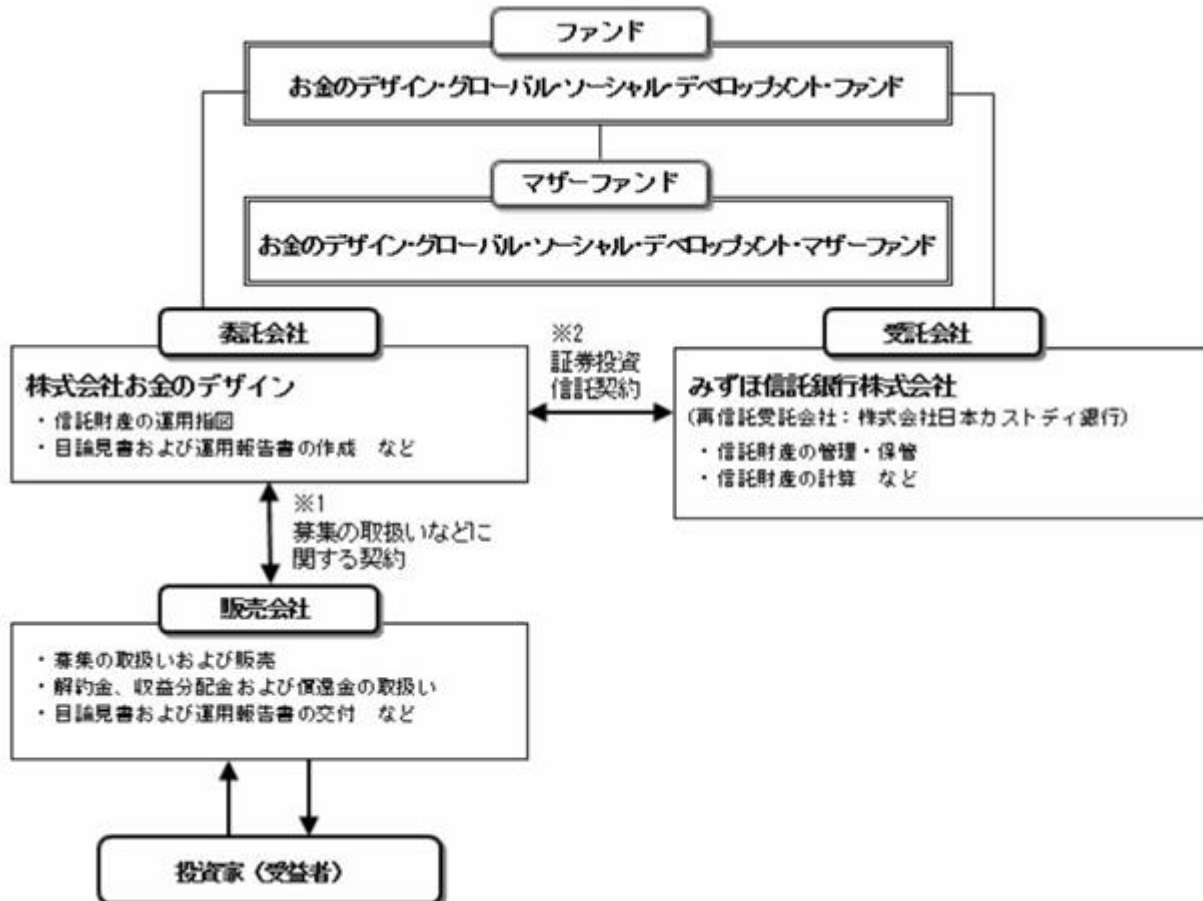 ファンド
お金のデザイン・グローバル・ソーシャル・デベロップメント・ファンド
マザーファンド
お金のデザイン・グローバル・ソーシャル・デベロップメント・マザーファンド
委託会社
株式会社お金のデザイン
・信託財産の運用指図
・目論見書および運用報告書の作成　など
※2
証券投資
信託契約
受託会社
みずほ信託銀行株式会社
(再信託受託会社：株式会社日本カストディ銀行)
・信託財産の管理・保管
・信託財産の計算　など
※1
募集の取扱いなどに
関する契約
販売会社
・募集の取扱いおよび販売
・解約金、収益分配金および償還金の取扱い
・目論見書および運用報告書の交付　など
投資家（受益者）